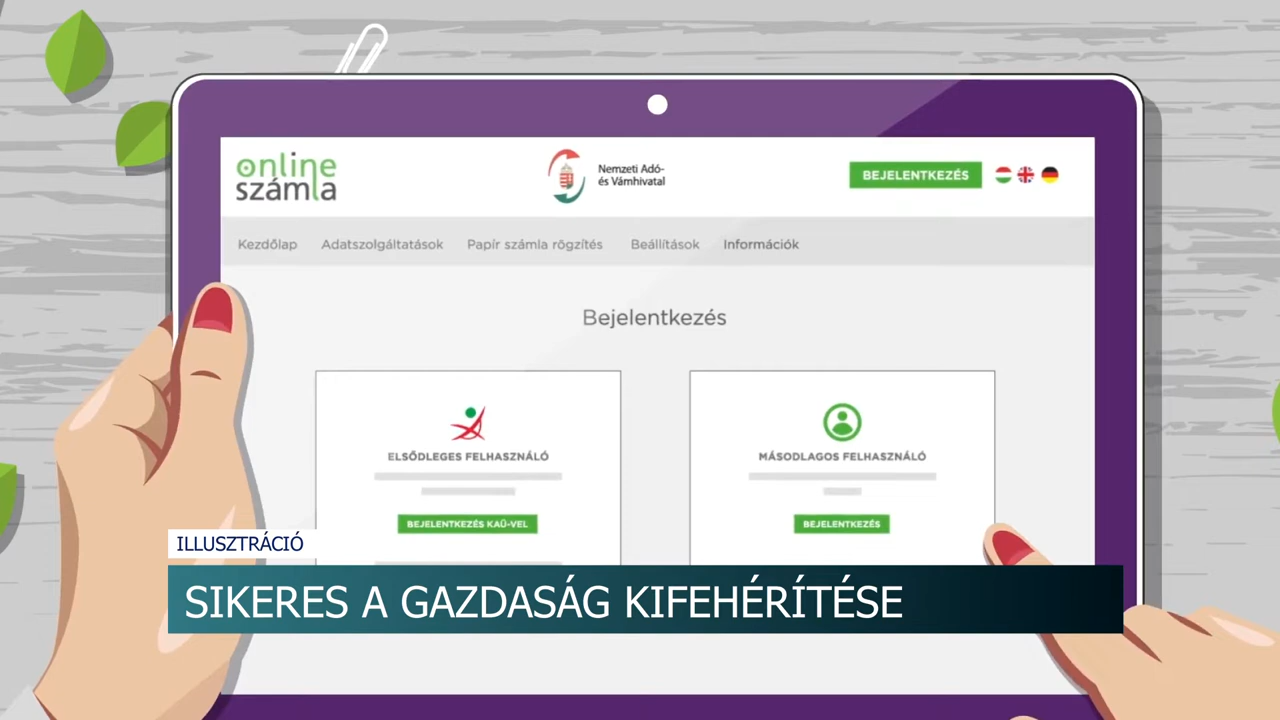 online
számla
Nemzeti Adó-
és Vámhivatal
BEJELENTKEZÉS
Kezdőlap Adatszolgáltatások Papír számla rögzítés Beállítások Információk
Bejelentkezés
ELSŐDLEGES FELHASZNÁLÓ
BEJELENTKEZÉS KAÜ-VEL
MÁSODLAGOS FELHASZNÁLÓ
BEJELENTKEZÉS
ILLUSZTRÁCIÓ
SIKERES A GAZDASÁG KIFEHÉRÍTÉSE